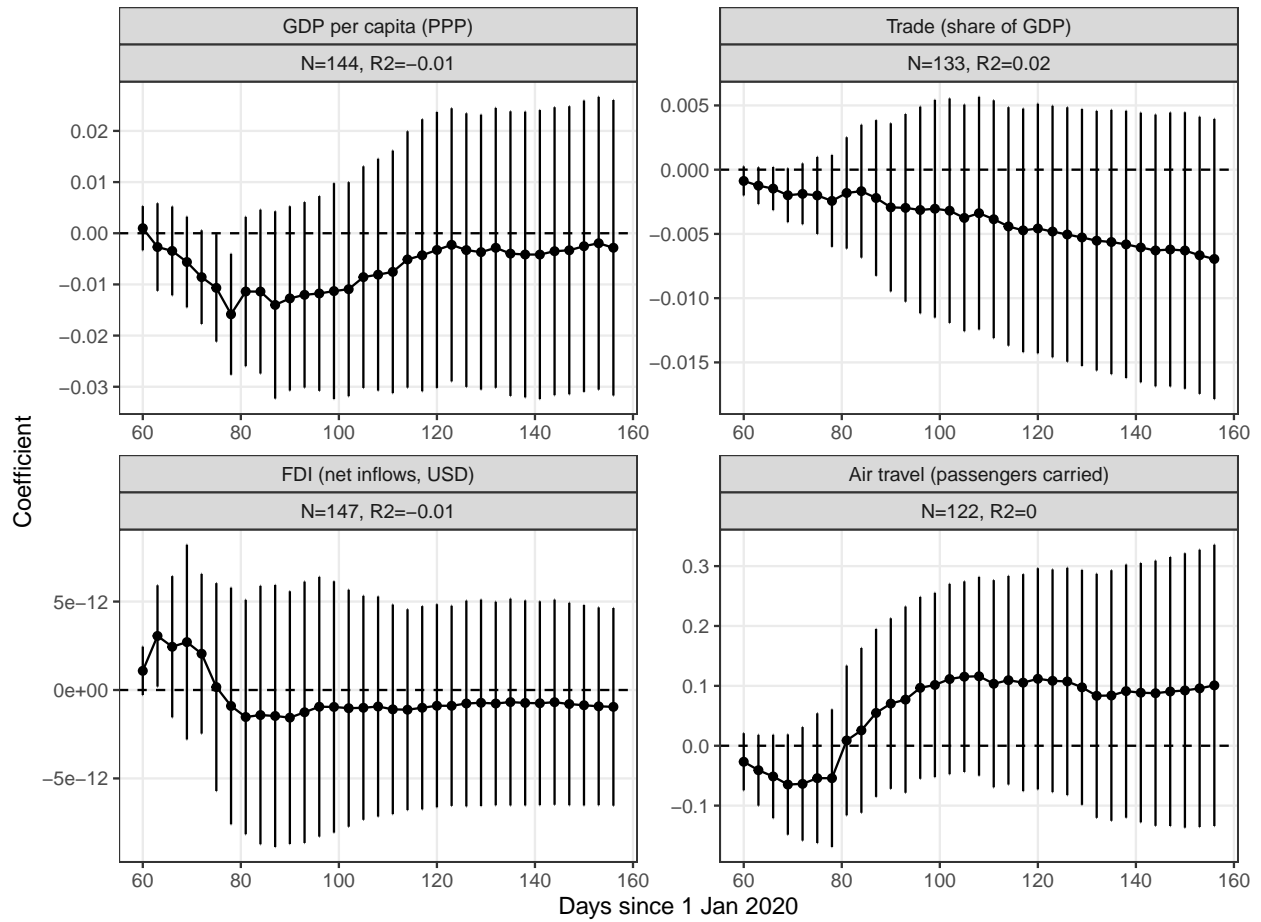 GDP per capita (PPP)
N=144, R2=−0.01
0.02
0.01
0.00
−0.01
−0.02
−0.03
60 80 100 120 140 160
Trade (share of GDP)
N=133, R2=0.02
0.005
0.000
−0.005
−0.010
−0.015
60 80 100 120 140 160
Coefficient
FDI (net inflows, USD)
N=147, R2=−0.01
5e−12
0e+00
−5e−12
60 80 100 120 140 160
Air travel (passengers carried)
N=122, R2=0
0.3
0.2
0.1
0.0
−0.1
60 80 100 120 140 160
Days since 1 Jan 2020